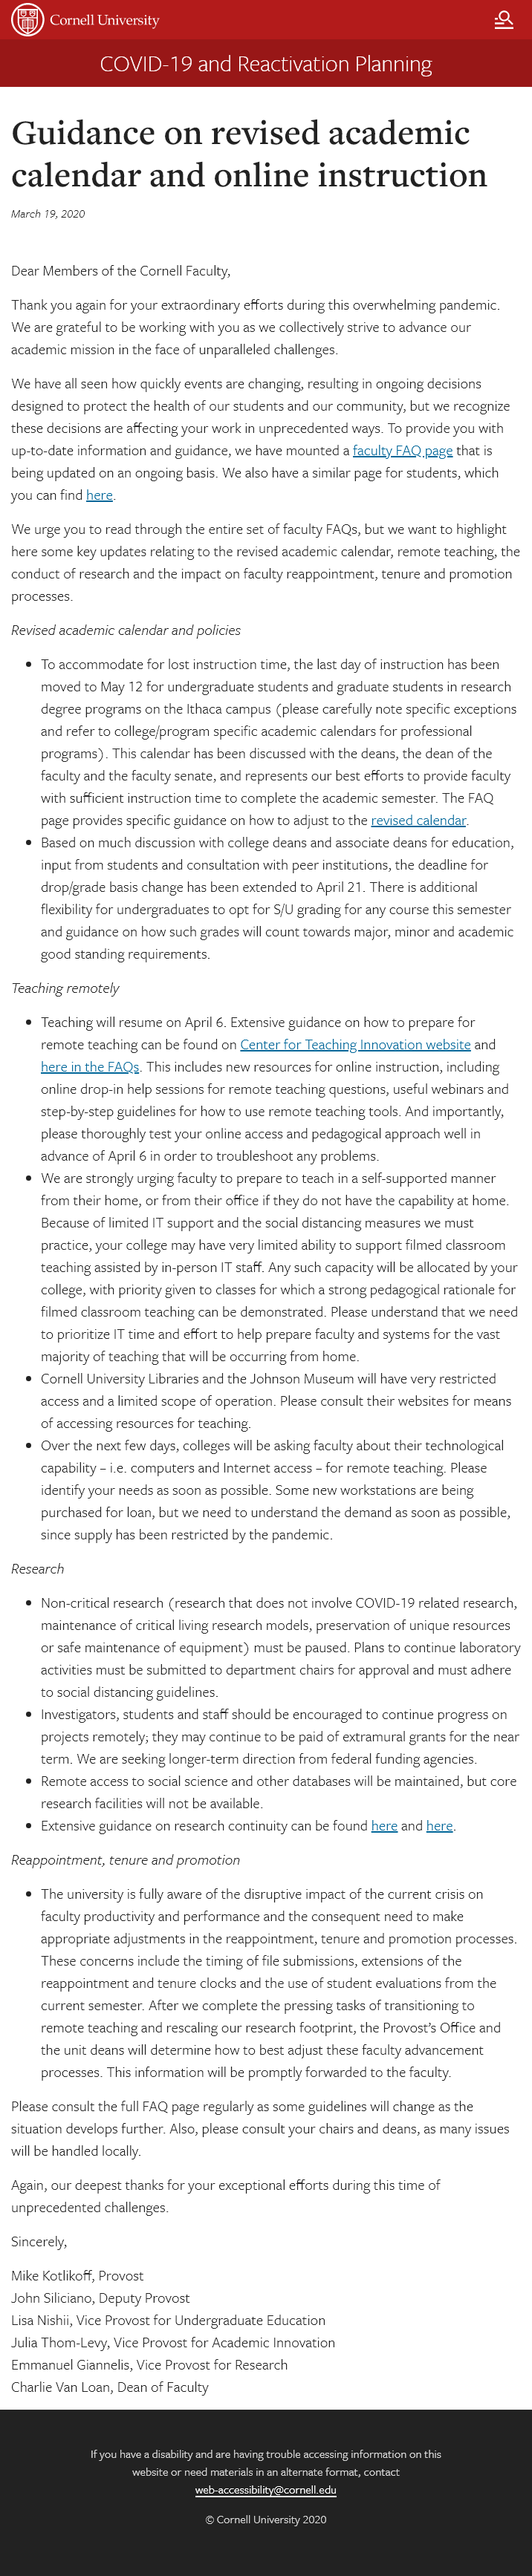 Cornell University
COVID-19 and Reactivation Planning
Guidance on revised academic
calendar and online instruction
March 19, 2020
Dear Members of the Cornell Faculty,
Thank you again for your extraordinary efforts during this overwhelming pandemic.
We are grateful to be working with you as we collectively strive to advance our
academic mission in the face of unparalleled challenges.
We have all seen how quickly events are changing, resulting in ongoing decisions
designed to protect the health of our students and our community, but we recognize
these decisions are affecting your work in unprecedented ways. To provide you with
up-to-date information and guidance, we have mounted a faculty FAQ page that is
being updated on an ongoing basis. We also have a similar page for students, which
you can find here.
We urge you to read through the entire set of faculty FAQs, but we want to highlight
here some key updates relating to the revised academic calendar, remote teaching, the
conduct of research and the impact on faculty reappointment, tenure and promotion
processes.
Revised academic calendar and policies
• To accommodate for lost instruction time, the last day of instruction has been
moved to May 12 for undergraduate students and graduate students in research
degree programs on the Ithaca campus (please carefully note specific exceptions
and refer to college/program specific academic calendars for professional
programs). This calendar has been discussed with the deans, the dean of the
faculty and the faculty senate, and represents our best efforts to provide faculty
with sufficient instruction time to complete the academic semester. The FAQ
page provides specific guidance on how to adjust to the revised calendar.
• Based on much discussion with college deans and associate deans for education,
input from students and consultation with peer institutions, the deadline for
drop/grade basis change has been extended to April 21. There is additional
flexibility for undergraduates to opt for S/U grading for any course this semester
and guidance on how such grades will count towards major, minor and academic
good standing requirements.
Teaching remotely
• Teaching will resume on April 6. Extensive guidance on how to prepare for
remote teaching can be found on Center for Teaching Innovation website and
here in the FAQs. This includes new resources for online instruction, including
online drop-in help sessions for remote teaching questions, useful webinars and
step-by-step guidelines for how to use remote teaching tools. And importantly,
please thoroughly test your online access and pedagogical approach well in
advance of April 6 in order to troubleshoot any problems.
• We are strongly urging faculty to prepare to teach in a self-supported manner
from their home, or from their office if they do not have the capability at home.
Because of limited IT support and the social distancing measures we must
practice, your college may have very limited ability to support filmed classroom
teaching assisted by in-person IT staff. Any such capacity will be allocated by your
college, with priority given to classes for which a strong pedagogical rationale for
filmed classroom teaching can be demonstrated. Please understand that we need
to prioritize IT time and effort to help prepare faculty and systems for the vast
majority of teaching that will be occurring from home.
• Cornell University Libraries and the Johnson Museum will have very restricted
access and a limited scope of operation. Please consult their websites for means
of accessing resources for teaching.
• Over the next few days, colleges will be asking faculty about their technological
capability – i.e. computers and Internet access – for remote teaching. Please
identify your needs as soon as possible. Some new workstations are being
purchased for loan, but we need to understand the demand as soon as possible,
since supply has been restricted by the pandemic.
Research
• Non-critical research (research that does not involve COVID-19 related research,
maintenance of critical living research models, preservation of unique resources
or safe maintenance of equipment) must be paused. Plans to continue laboratory
activities must be submitted to department chairs for approval and must adhere
to social distancing guidelines.
• Investigators, students and staff should be encouraged to continue progress on
projects remotely; they may continue to be paid of extramural grants for the near
term. We are seeking longer-term direction from federal funding agencies.
• Remote access to social science and other databases will be maintained, but core
research facilities will not be available.
• Extensive guidance on research continuity can be found here and here.
Reappointment, tenure and promotion
• The university is fully aware of the disruptive impact of the current crisis on
faculty productivity and performance and the consequent need to make
appropriate adjustments in the reappointment, tenure and promotion processes.
These concerns include the timing of file submissions, extensions of the
reappointment and tenure clocks and the use of student evaluations from the
current semester. After we complete the pressing tasks of transitioning to
remote teaching and rescaling our research footprint, the Provost’s Office and
the unit deans will determine how to best adjust these faculty advancement
processes. This information will be promptly forwarded to the faculty.
Please consult the full FAQ page regularly as some guidelines will change as the
situation develops further. Also, please consult your chairs and deans, as many issues
will be handled locally.
Again, our deepest thanks for your exceptional efforts during this time of
unprecedented challenges.
Sincerely,
Mike Kotlikoff, Provost
John Siliciano, Deputy Provost
Lisa Nishii, Vice Provost for Undergraduate Education
Julia Thom-Levy, Vice Provost for Academic Innovation
Emmanuel Giannelis, Vice Provost for Research
Charlie Van Loan, Dean of Faculty
If you have a disability and are having trouble accessing information on this
website or need materials in an alternate format, contact
web-accessibility@cornell.edu
© Cornell University 2020